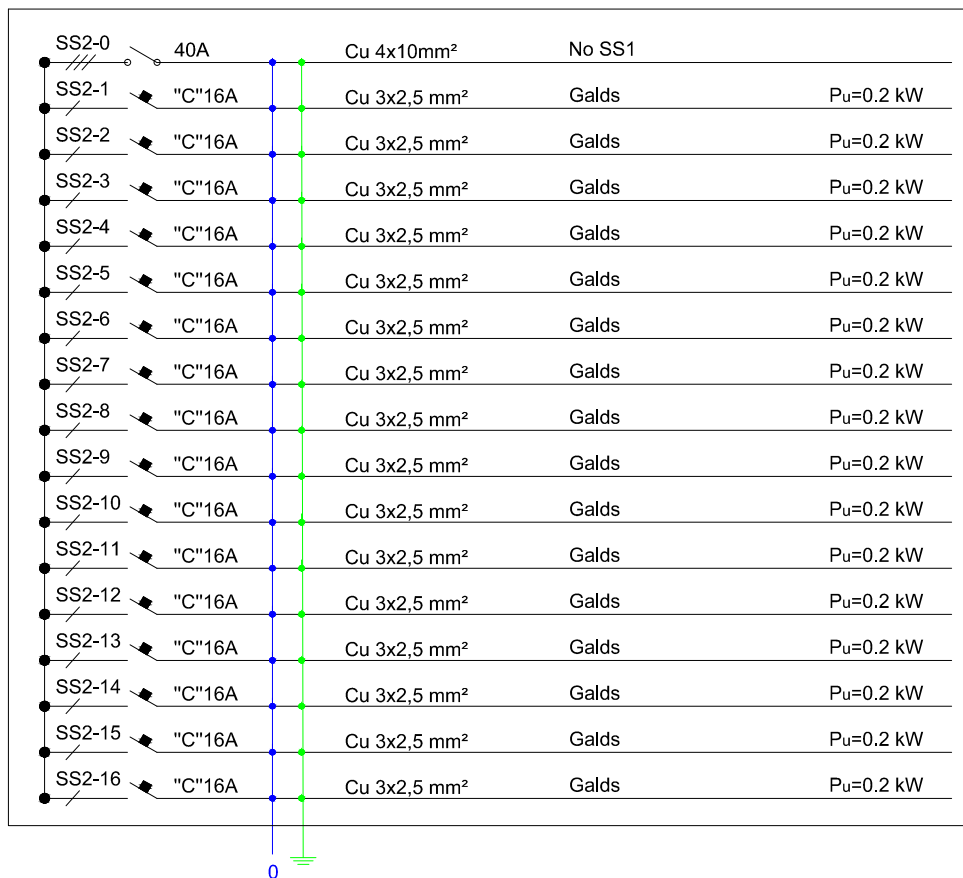 SS2-0 40A Cu 4x10mm² No SS1
SS2-1 "C"16A Cu 3x2,5 mm² Galds Pu=0.2 kW
SS2-2 "C"16A Cu 3x2,5 mm² Galds Pu=0.2 kW
SS2-3 "C"16A Cu 3x2,5 mm² Galds Pu=0.2 kW
SS2-4 "C"16A Cu 3x2,5 mm² Galds Pu=0.2 kW
SS2-5 "C"16A Cu 3x2,5 mm² Galds Pu=0.2 kW
SS2-6 "C"16A Cu 3x2,5 mm² Galds Pu=0.2 kW
SS2-7 "C"16A Cu 3x2,5 mm² Galds Pu=0.2 kW
SS2-8 "C"16A Cu 3x2,5 mm² Galds Pu=0.2 kW
SS2-9 "C"16A Cu 3x2,5 mm² Galds Pu=0.2 kW
SS2-10 "C"16A Cu 3x2,5 mm² Galds Pu=0.2 kW
SS2-11 "C"16A Cu 3x2,5 mm² Galds Pu=0.2 kW
SS2-12 "C"16A Cu 3x2,5 mm² Galds Pu=0.2 kW
SS2-13 "C"16A Cu 3x2,5 mm² Galds Pu=0.2 kW
SS2-14 "C"16A Cu 3x2,5 mm² Galds Pu=0.2 kW
SS2-15 "C"16A Cu 3x2,5 mm² Galds Pu=0.2 kW
SS2-16 "C"16A Cu 3x2,5 mm² Galds Pu=0.2 kW
0